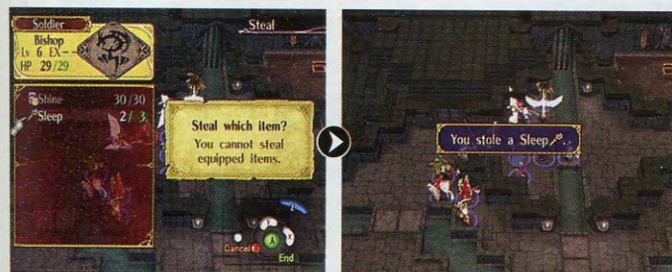 Soldier
Steal
Bishop
Lv 6 EX--
HP 29/29
Shine 30/30
Sleep 2/ 3
Steal which item?
You cannot steal
equipped items.
A
X
Cancel B
End
You stole a Sleep.